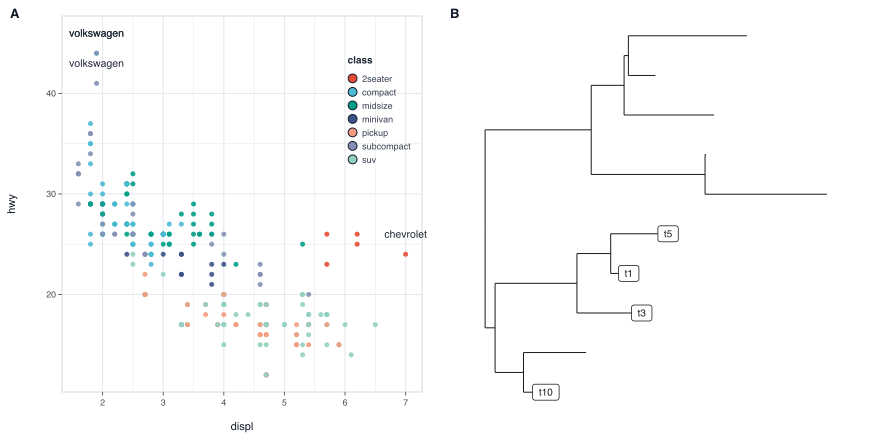 A
volkswagen
volkswagen
class
2seater
compact
midsize
minivan
pickup
subcompact
suv
chevrolet
40
30
20
hwy
2 3 4 5 6 7
displ
B
t5
t1
t3
t10